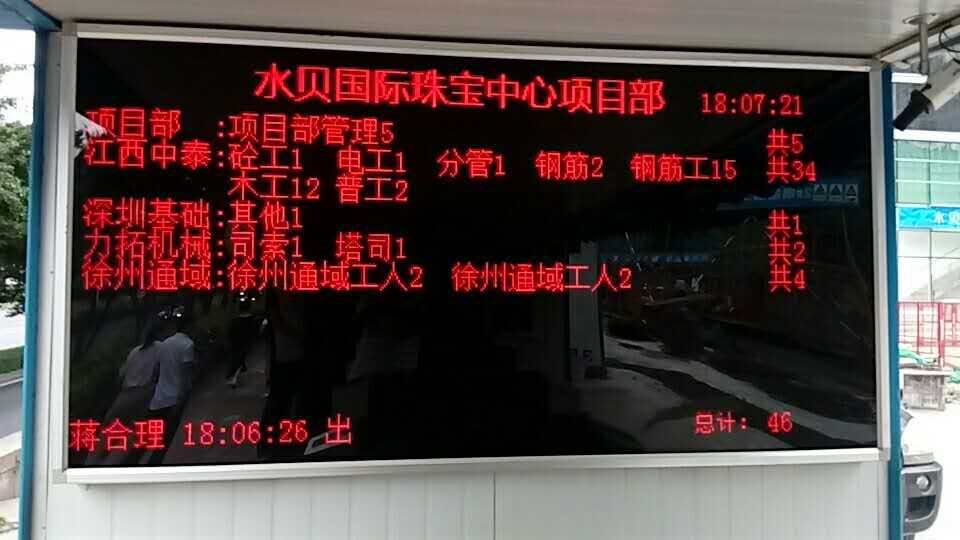 水贝国际珠宝中心项目部 18:07:21
项目部 :项目部管理5 共5
江西中泰:砼工1 电工1 分管1 钢筋2 钢筋工15 共34
木工12 普工2
深圳基础:其他1 共1
力拓机械:司索1 塔司1 共2
徐州通域:徐州通域工人2 徐州通域工人2 共4
蒋合理 18:06:26 出 总计: 46
水贝